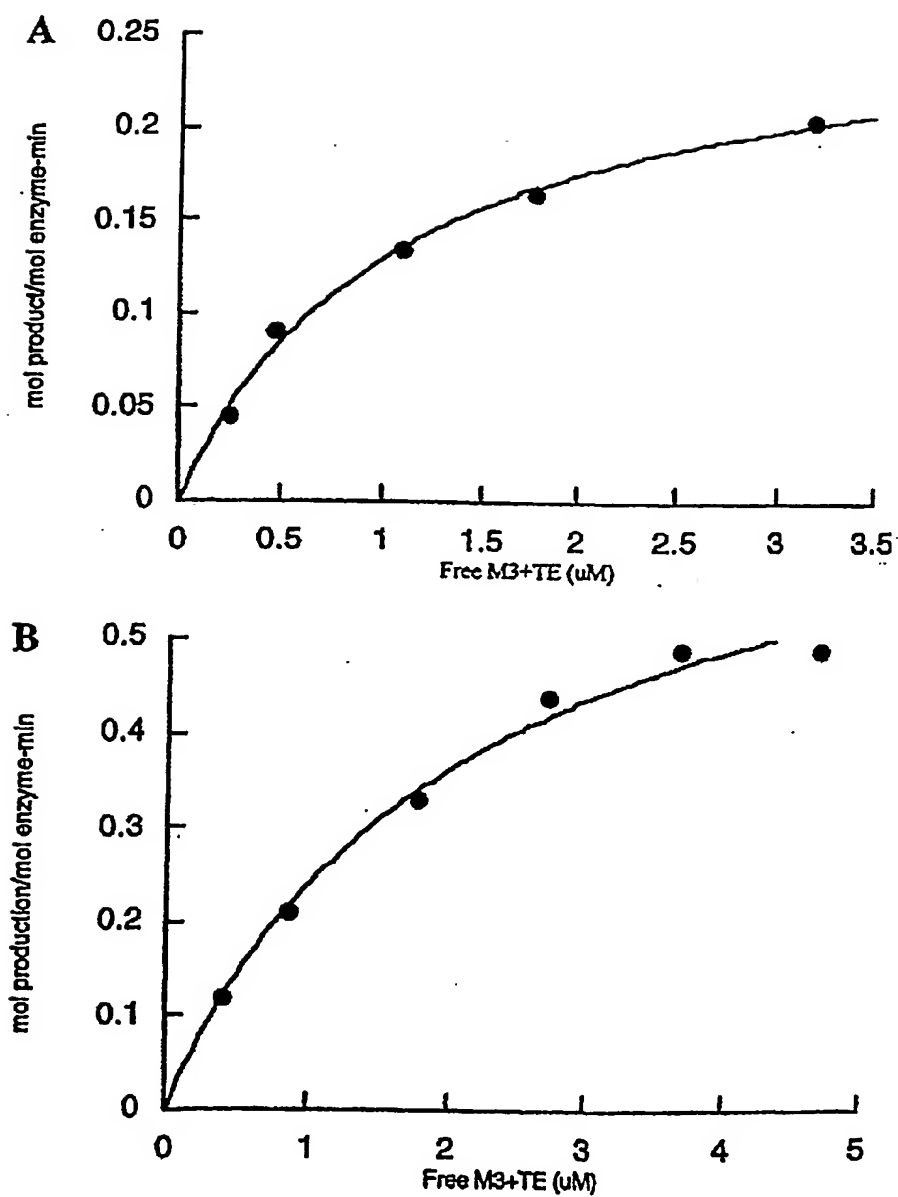 A
0.25
0.2
0.15
0.1
0.05
0
mol product/mol enzyme-min
0 0.5 1 1.5 2 2.5 3 3.5
Free M3+TE (uM)
B
0.5
0.4
0.3
0.2
0.1
0
mol production/mol enzyme-min
0 1 2 3 4 5
Free M3+TE (uM)